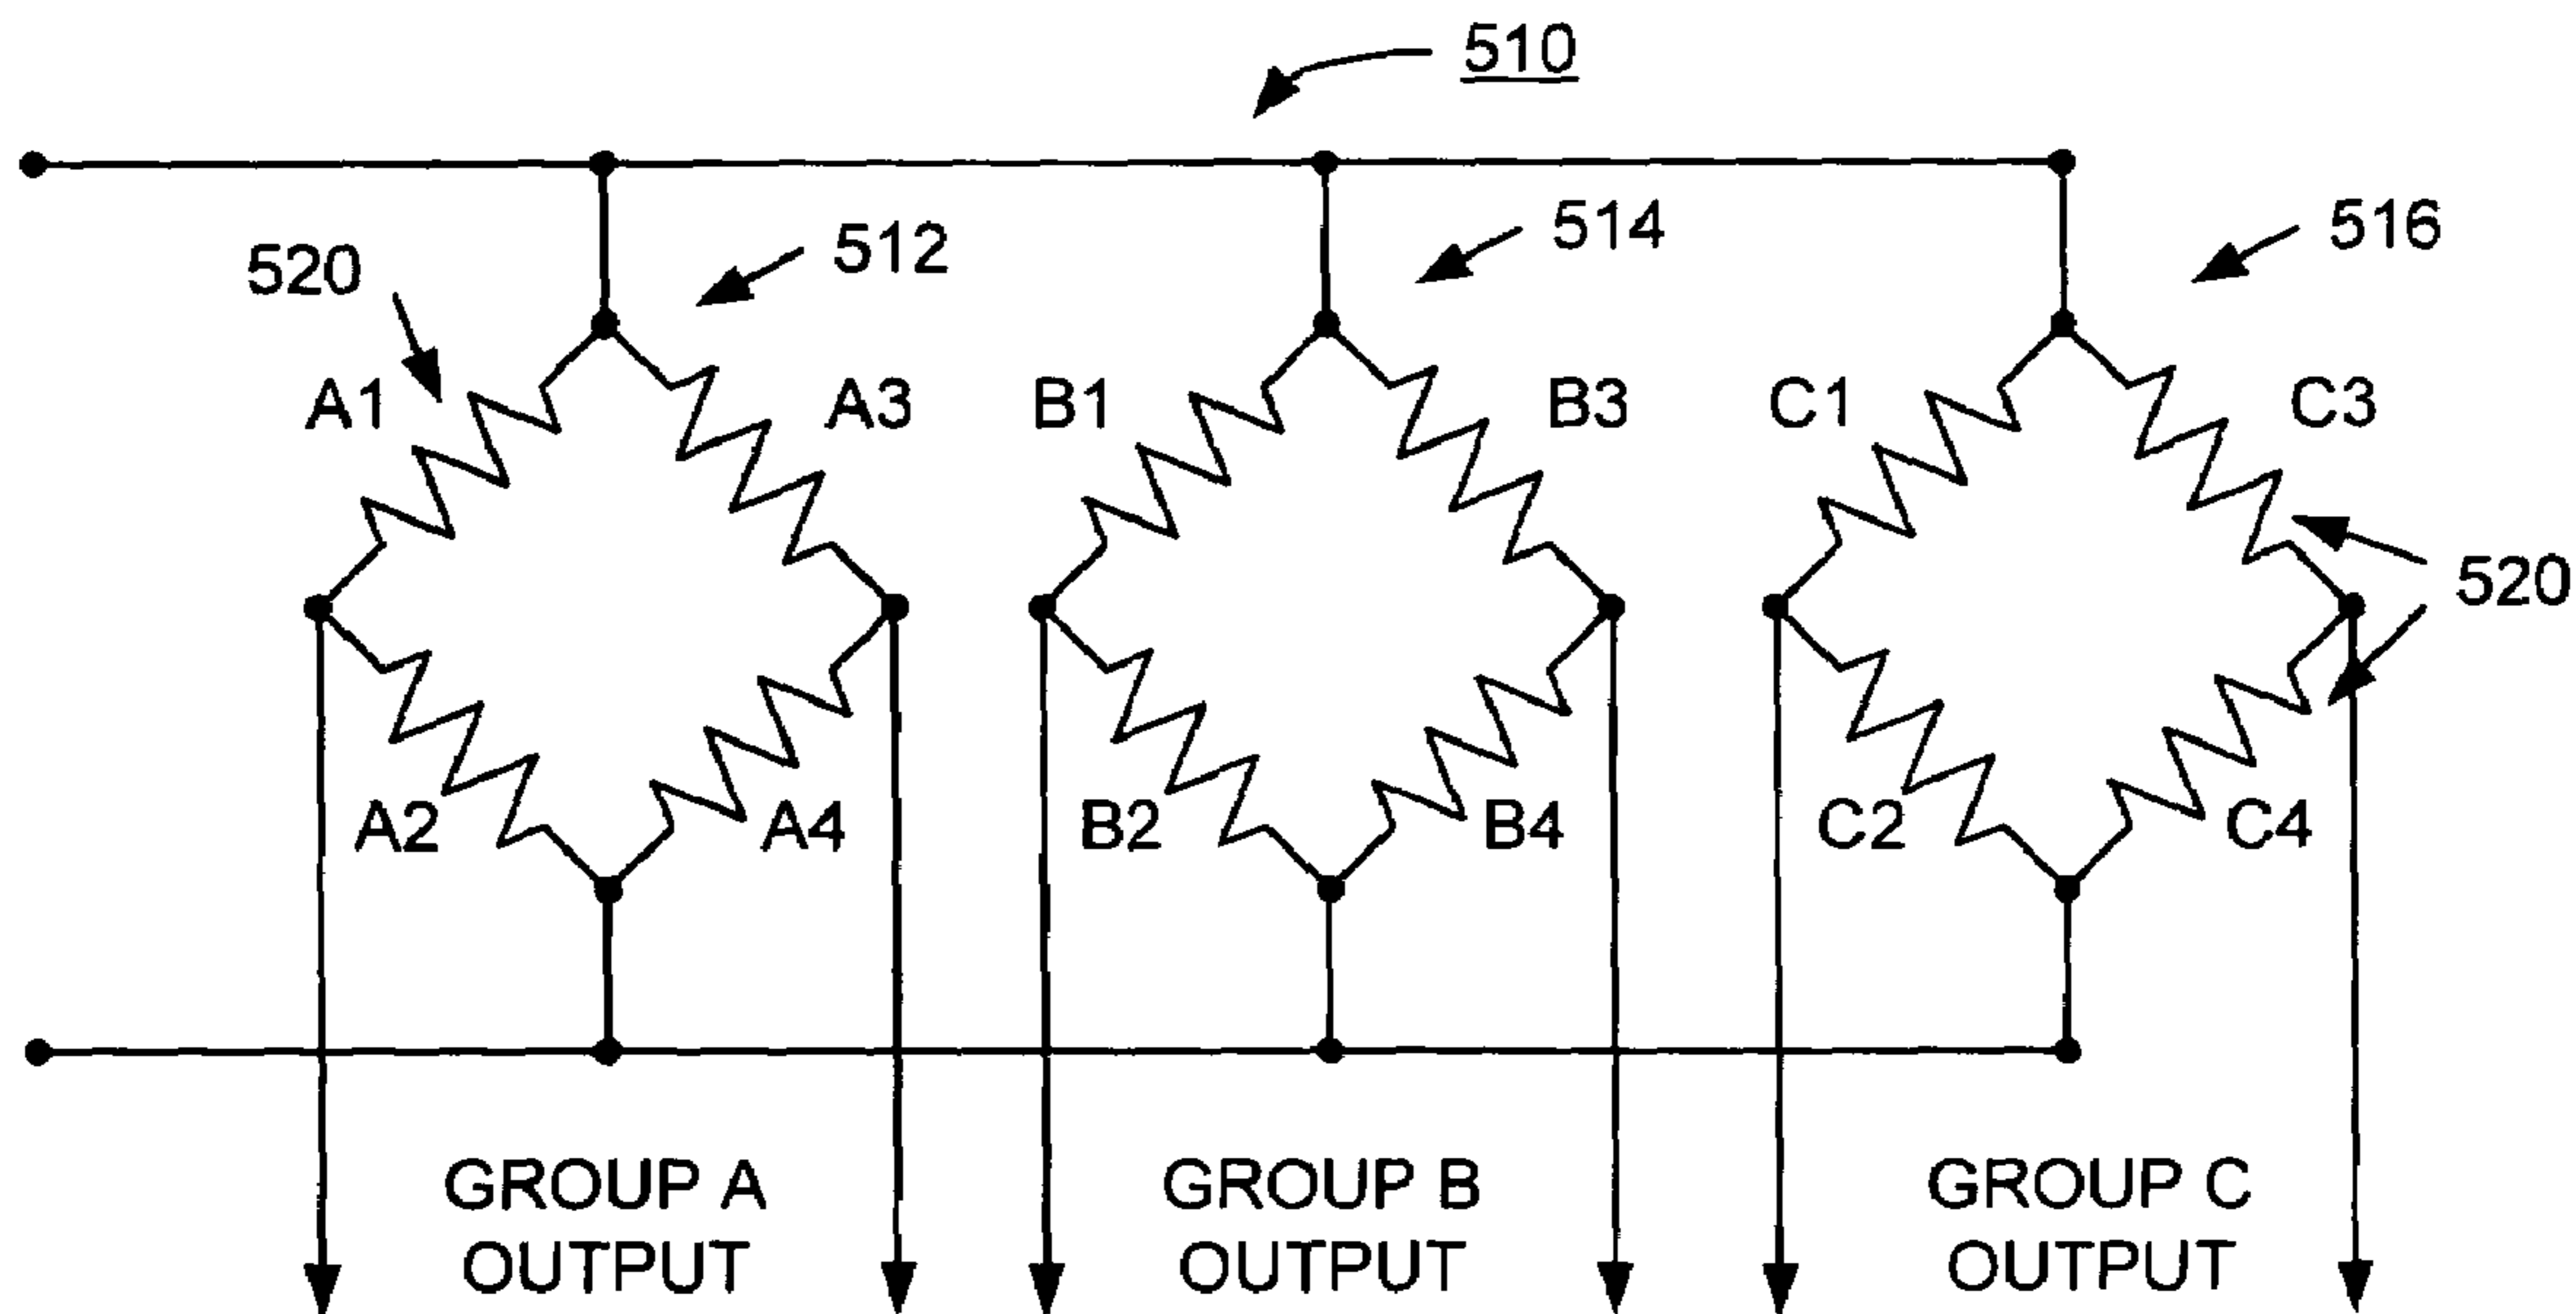 510
520 512 514 516
A1 A3 B1 B3 C1 C3
520
A2 A4 B2 B4 C2 C4
GROUP A GROUP B GROUP C
OUTPUT OUTPUT OUTPUT